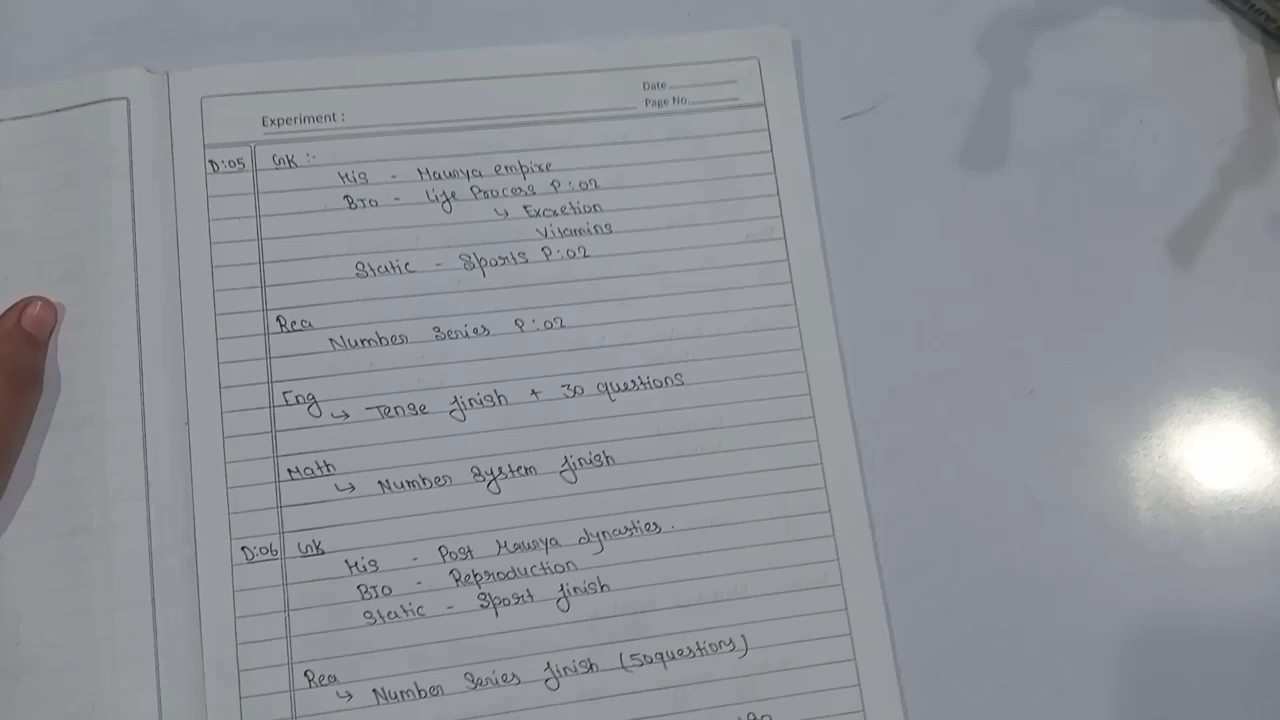 Date
Page No.
Experiment :
D:05 GK :-
His - Maurya empire
BIO - Life Process P:02
↳ Excretion
Vitamins
Static - Sports P:02
Rea
Number Series P:02
Eng
↳ Tense finish + 30 questions
Math
↳ Number System finish
D:06 GK
His - Post Maurya dynasties.
BIO - Reproduction
Static - Sport finish
Rea
↳ Number Series finish (50questions)